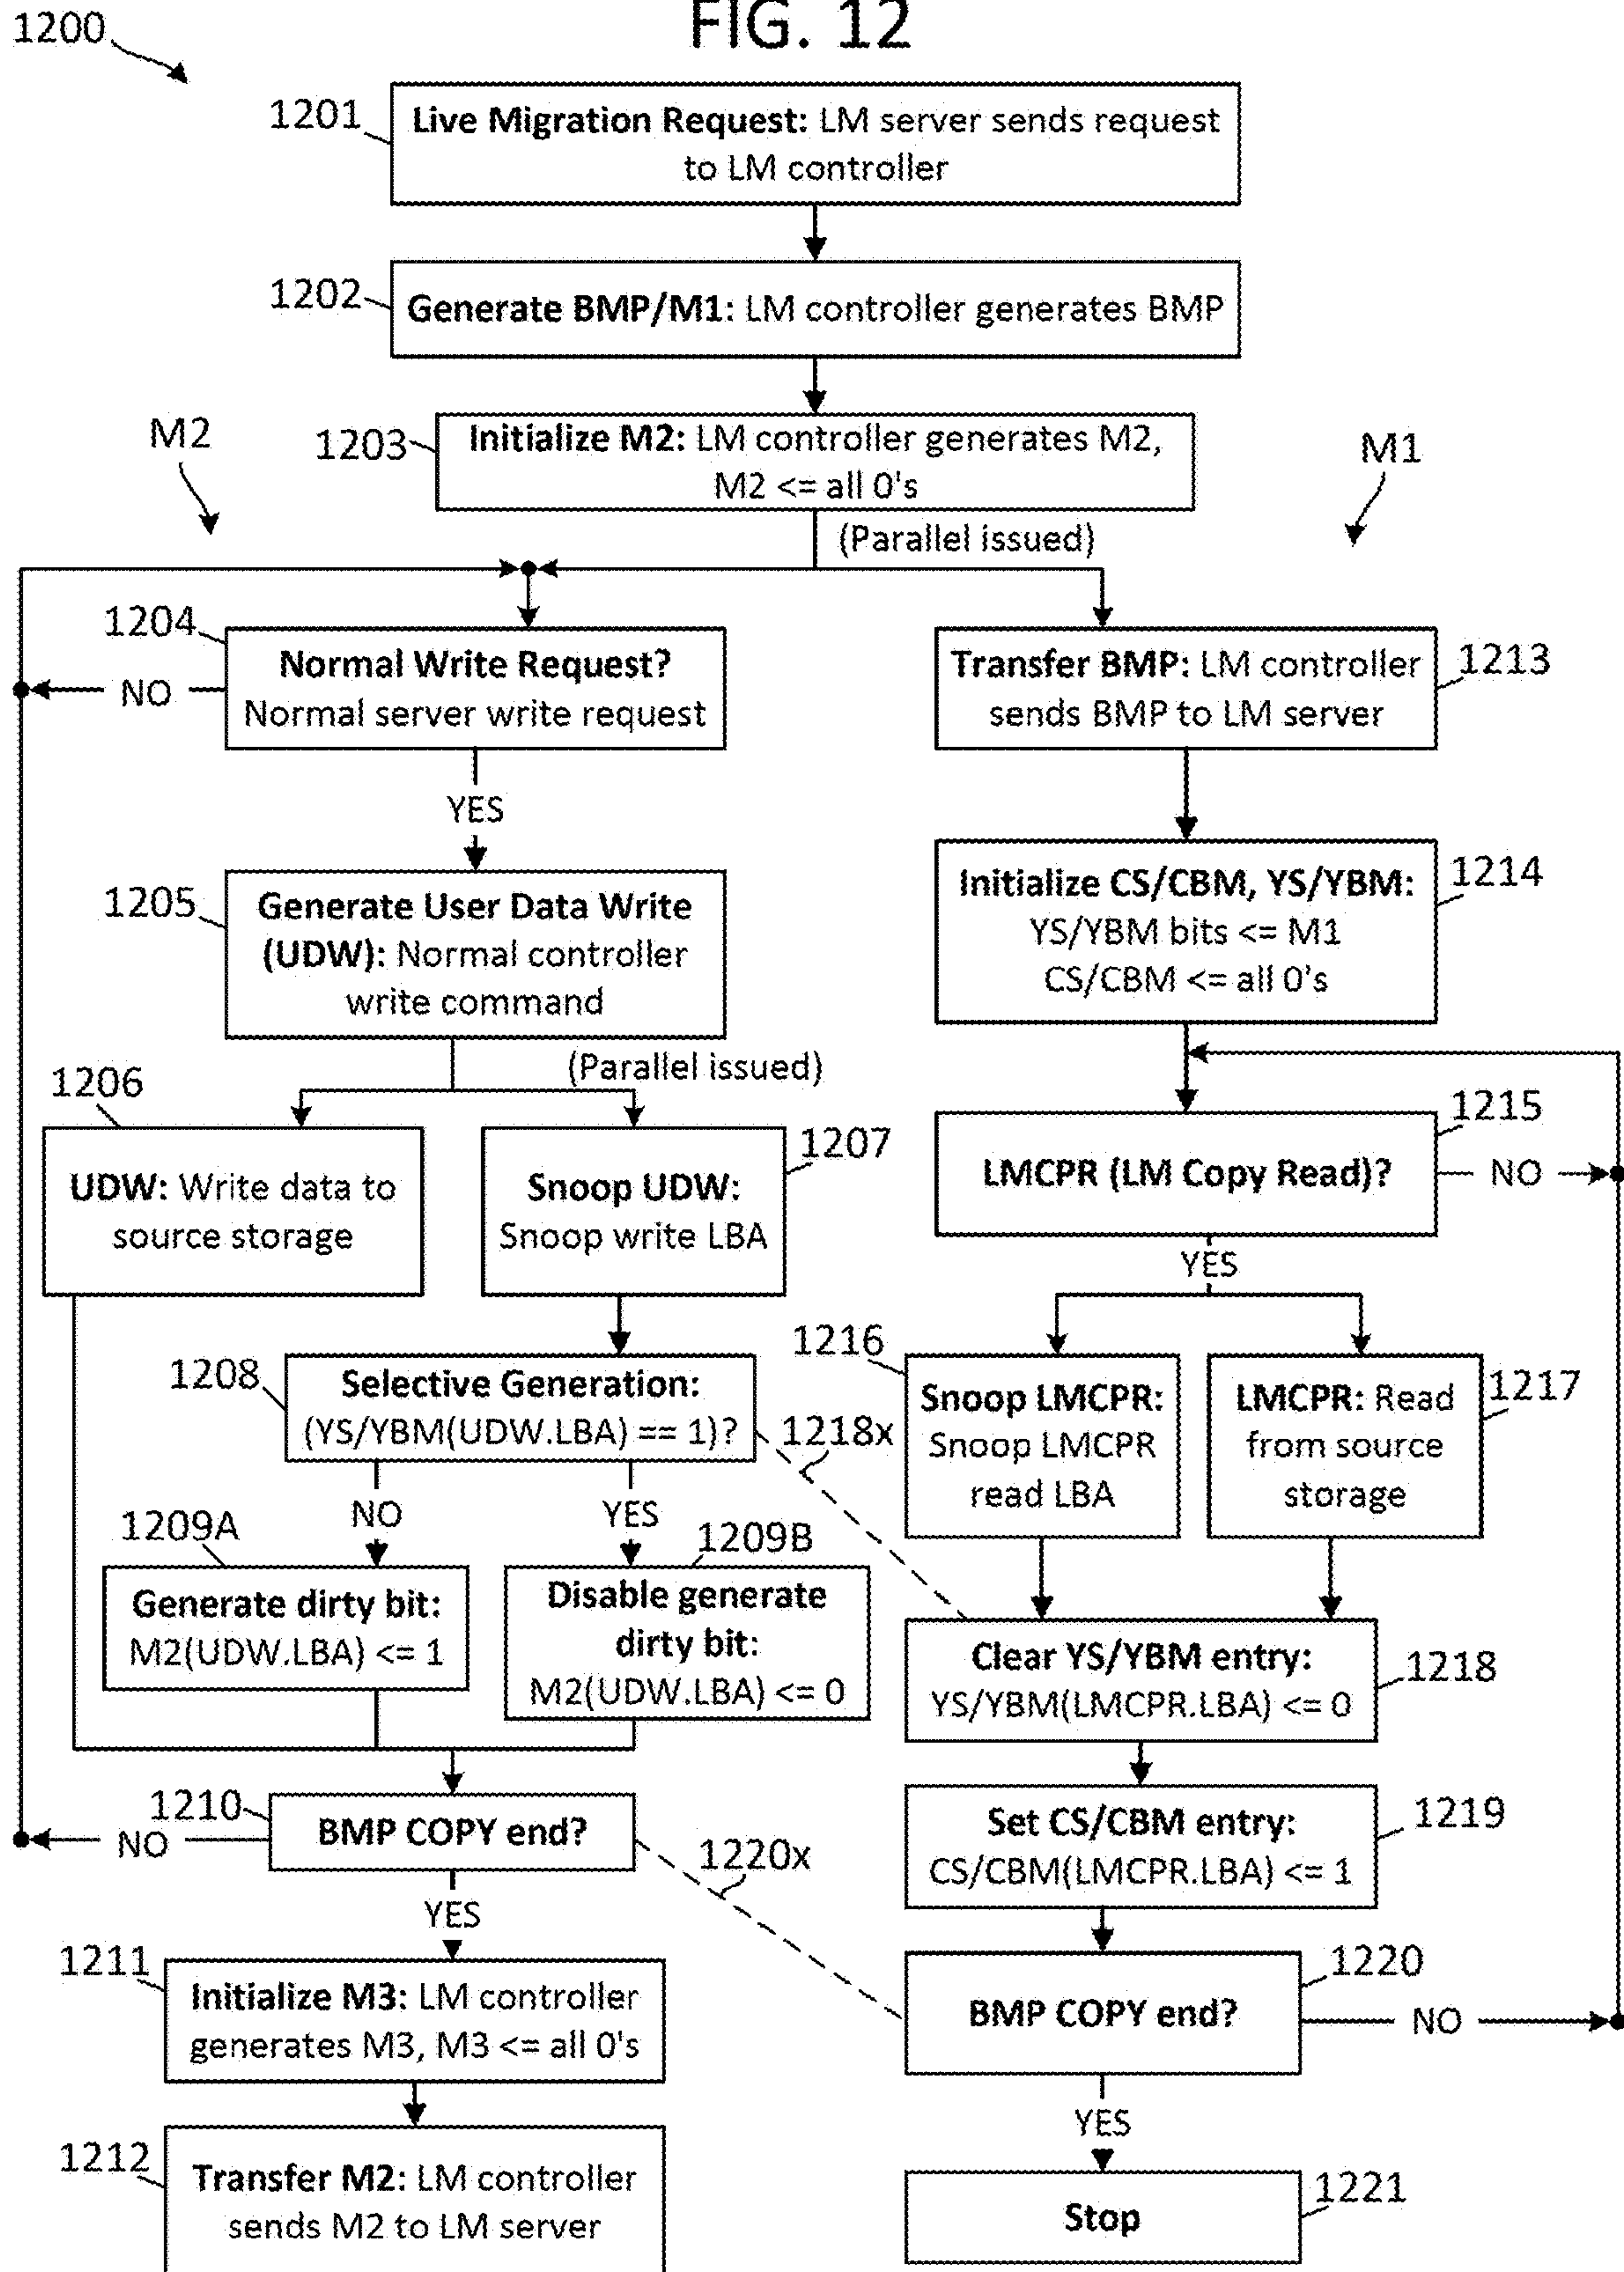 FIG. 12
1200
1201
Live Migration Request: LM server sends request
to LM controller
1202
Generate BMP/M1: LM controller generates BMP
M2
1203
Initialize M2: LM controller generates M2,
M2 <= all 0's
M1
(Parallel issued)
1204
Normal Write Request?
Normal server write request
NO
YES
1205
Generate User Data Write
(UDW): Normal controller
write command
(Parallel issued)
1206
UDW: Write data to
source storage
1207
Snoop UDW:
Snoop write LBA
1208
Selective Generation:
(YS/YBM(UDW.LBA) == 1)?
1218x
NO
YES
1209A
Generate dirty bit:
M2(UDW.LBA) <= 1
1209B
Disable generate
dirty bit:
M2(UDW.LBA) <= 0
1210
BMP COPY end?
NO
1220x
YES
1211
Initialize M3: LM controller
generates M3, M3 <= all 0's
1212
Transfer M2: LM controller
sends M2 to LM server
1213
Transfer BMP: LM controller
sends BMP to LM server
1214
Initialize CS/CBM, YS/YBM:
YS/YBM bits <= M1
CS/CBM <= all 0's
1215
LMCPR (LM Copy Read)?
NO
YES
1216
Snoop LMCPR:
Snoop LMCPR
read LBA
1217
LMCPR: Read
from source
storage
1218
Clear YS/YBM entry:
YS/YBM(LMCPR.LBA) <= 0
1219
Set CS/CBM entry:
CS/CBM(LMCPR.LBA) <= 1
1220
BMP COPY end?
NO
YES
1221
Stop